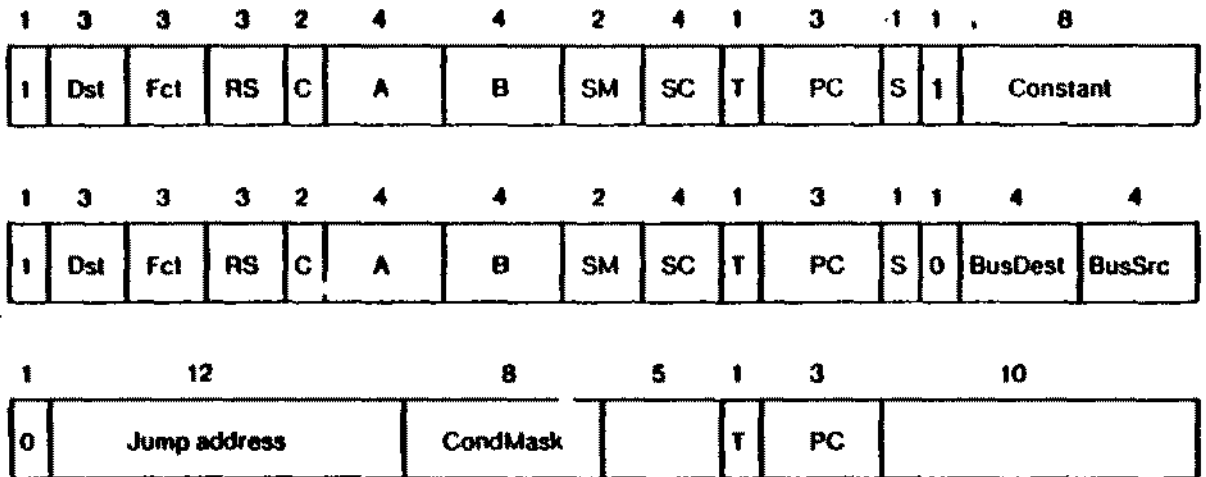 1 3 3 3 2 4 4 2 4 1 3 1 1 8
1 Dst Fct RS C A B SM SC T PC S 1 Constant
1 3 3 3 2 4 4 2 4 1 3 1 1 4 4
1 Dst Fct RS C A B SM SC T PC S 0 BusDest BusSrc
1 12 8 5 1 3 10
0 Jump address CondMask T PC